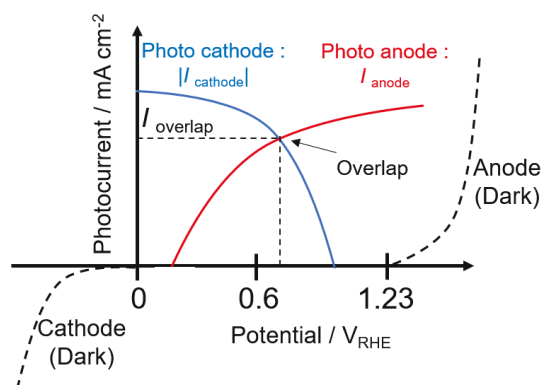 Photo cathode :
|I cathode|
Photo anode :
I anode
Photocurrent / mA cm-2
I overlap
Overlap
Anode
(Dark)
0
0.6
1.23
Cathode
(Dark)
Potential / VRHE